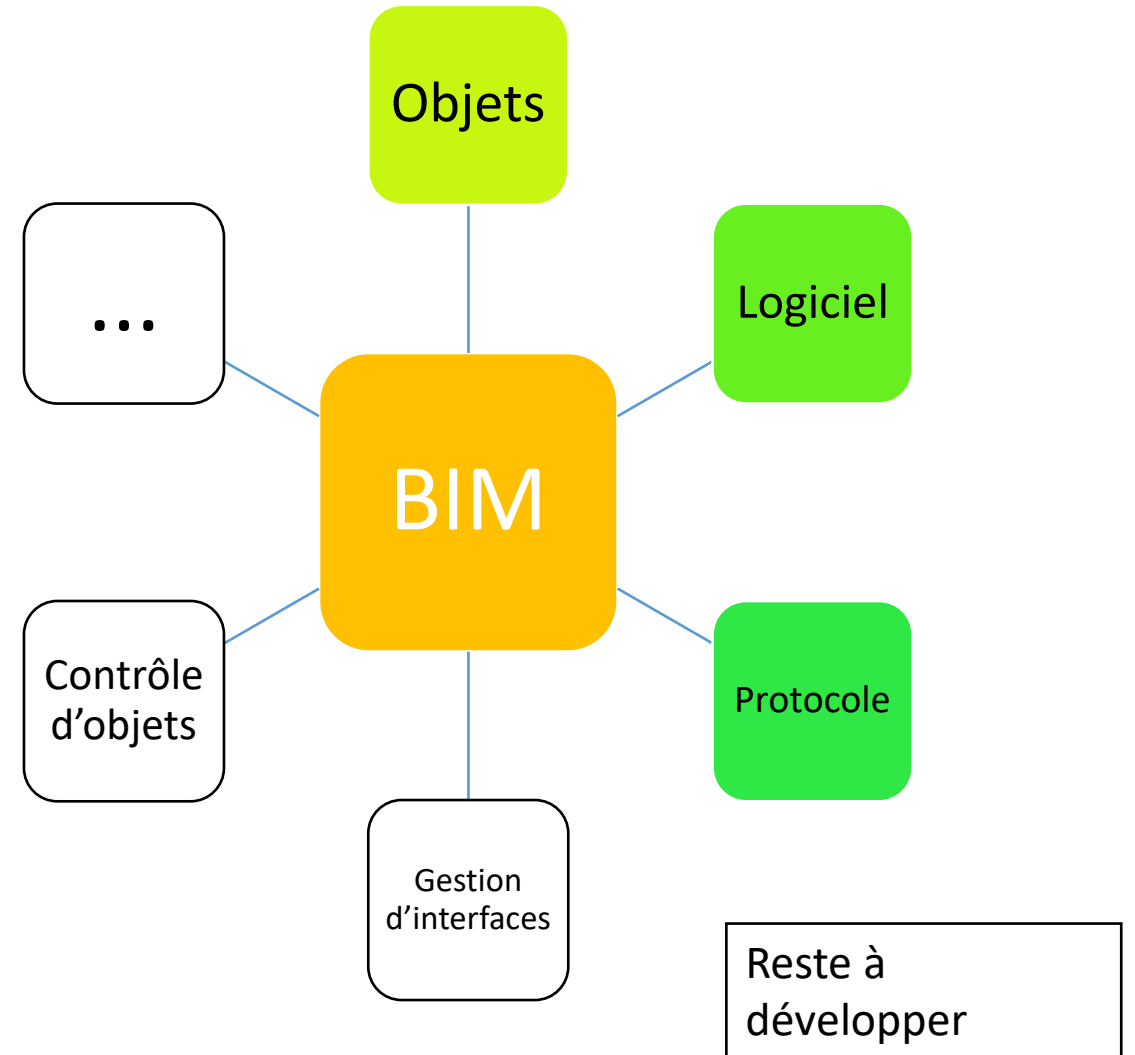 Objets
...
Logiciel
BIM
Contrôle
d’objets
Protocole
Gestion
d’interfaces
Reste à
développer